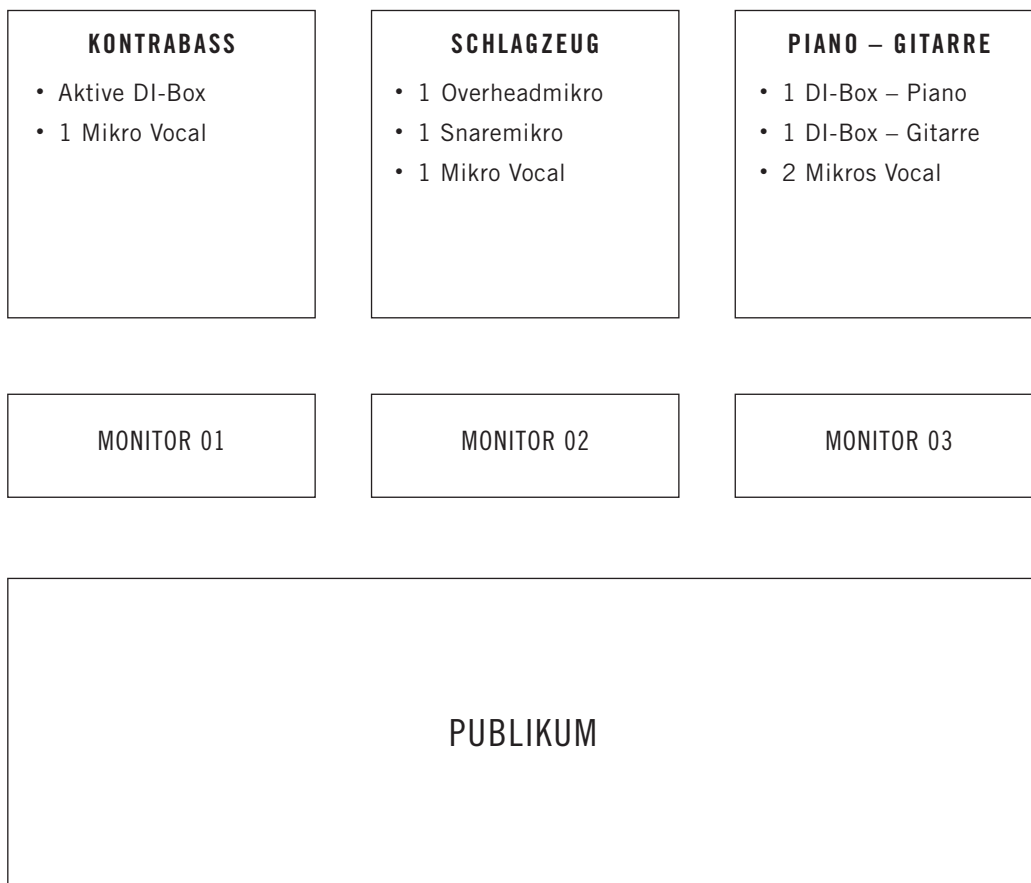 KONTRABASS
• Aktive DI-Box
• 1 Mikro Vocal
SCHLAGZEUG
• 1 Overheadmikro
• 1 Snaremikro
• 1 Mikro Vocal
PIANO – GITARRE
• 1 DI-Box – Piano
• 1 DI-Box – Gitarre
• 2 Mikros Vocal
MONITOR 01
MONITOR 02
MONITOR 03
PUBLIKUM